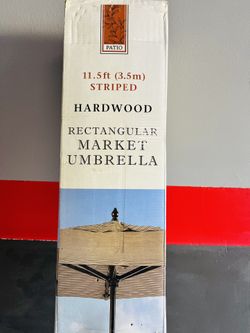 PATIO
11.5ft (3.5m)
STRIPED
HARDWOOD
RECTANGULAR
MARKET
UMBRELLA